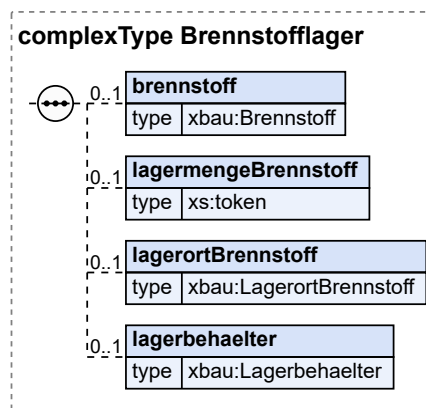 complexType Brennstofflager
0..1 brennstoff
type xbau:Brennstoff
0..1 lagermengeBrennstoff
type xs:token
0..1 lagerortBrennstoff
type xbau:LagerortBrennstoff
0..1 lagerbehaelter
type xbau:Lagerbehaelter